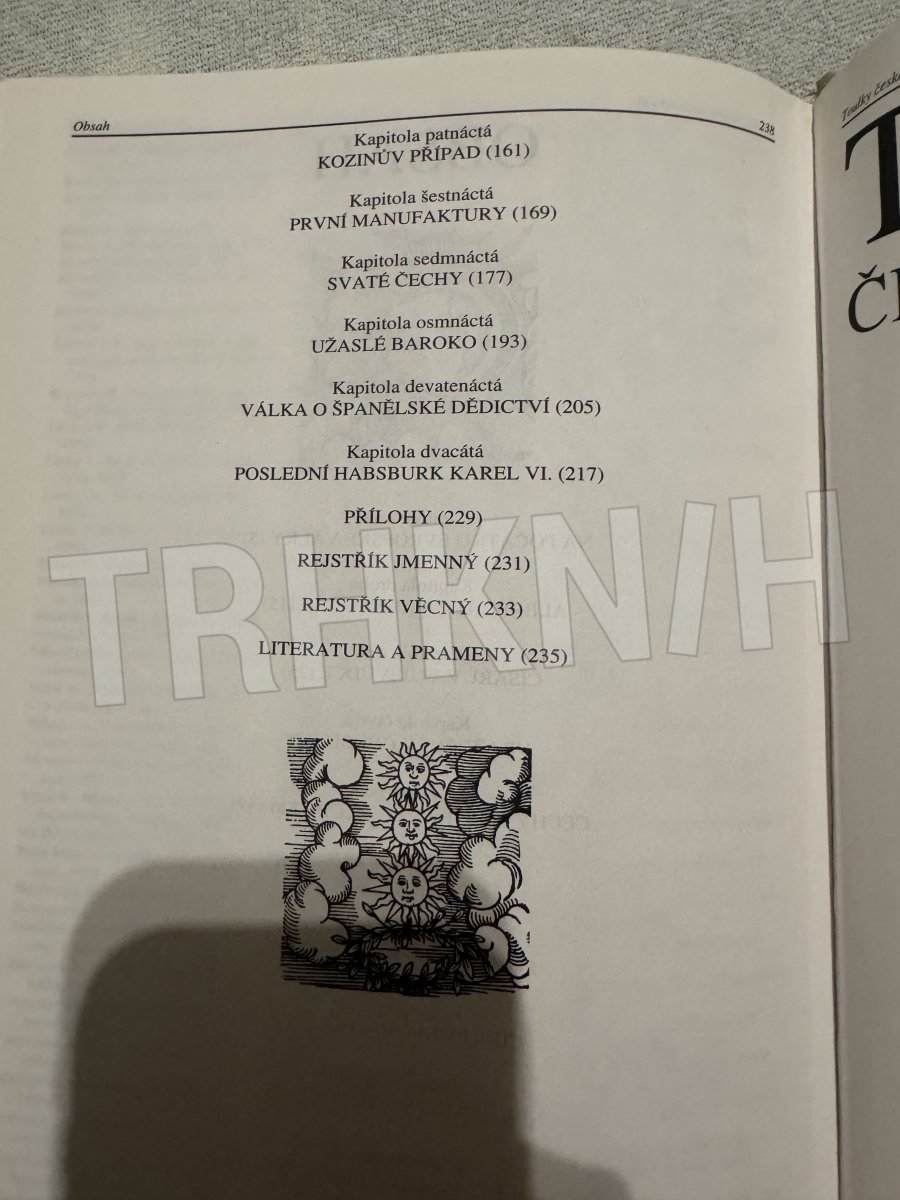 Obsah
238
Kapitola patnáctá
KOZINŮV PŘÍPAD (161)
Kapitola šestnáctá
PRVNÍ MANUFAKTURY (169)
Kapitola sedmnáctá
SVATÉ ČECHY (177)
Kapitola osmnáctá
UŽASLÉ BAROKO (193)
Kapitola devatenáctá
VÁLKA O ŠPANĚLSKÉ DĚDICTVÍ (205)
Kapitola dvacátá
POSLEDNÍ HABSBURK KAREL VI. (217)
PŘÍLOHY (229)
REJSTŘÍK JMENNÝ (231)
REJSTŘÍK VĚCNÝ (233)
LITERATURA A PRAMENY (235)
TRHKNIH
Toulky